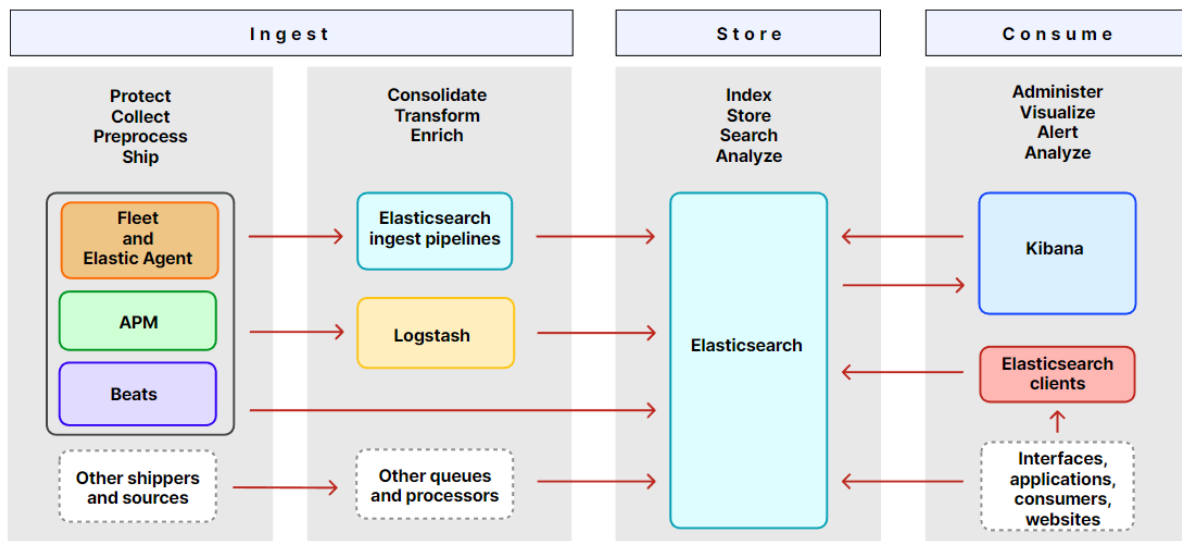 Ingest
Store
Consume
Protect
Collect
Preprocess
Ship
Consolidate
Transform
Enrich
Index
Store
Search
Analyze
Administer
Visualize
Alert
Analyze
Fleet
and
Elastic Agent
APM
Beats
Other shippers
and sources
Elasticsearch
ingest pipelines
Logstash
Other queues
and processors
Elasticsearch
Kibana
Elasticsearch
clients
Interfaces,
applications,
consumers,
websites